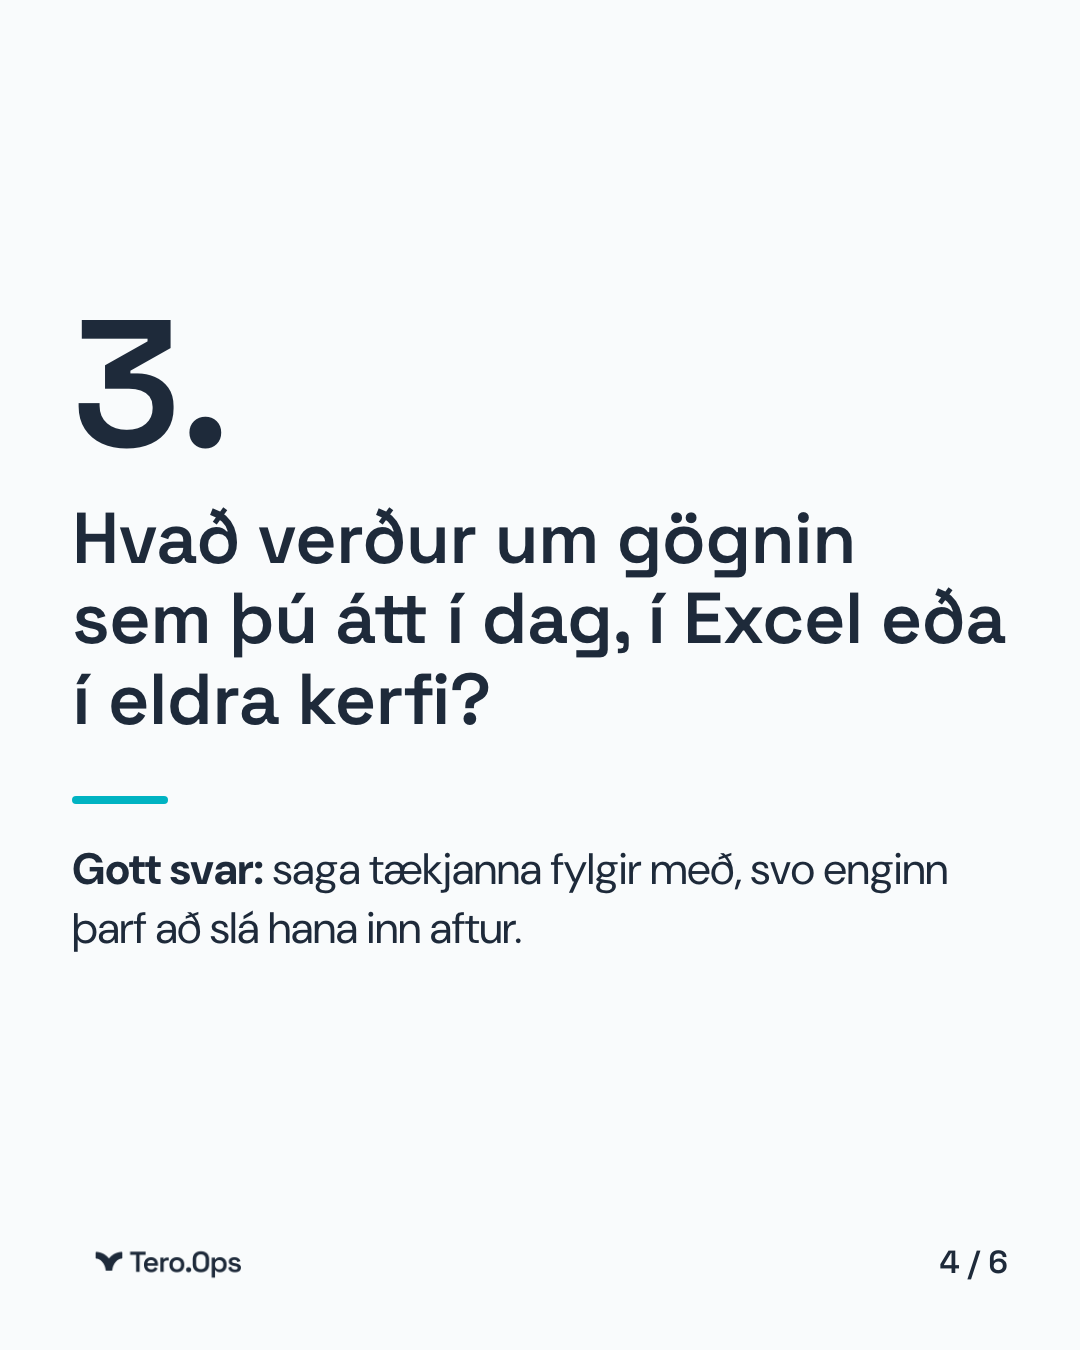 3.
Hvað verður um gögnin
sem þú átt í dag, í Excel eða
í eldra kerfi?
Gott svar: saga tækjanna fylgir með, svo enginn
þarf að slá hana inn aftur.
Tero.Ops
4 / 6